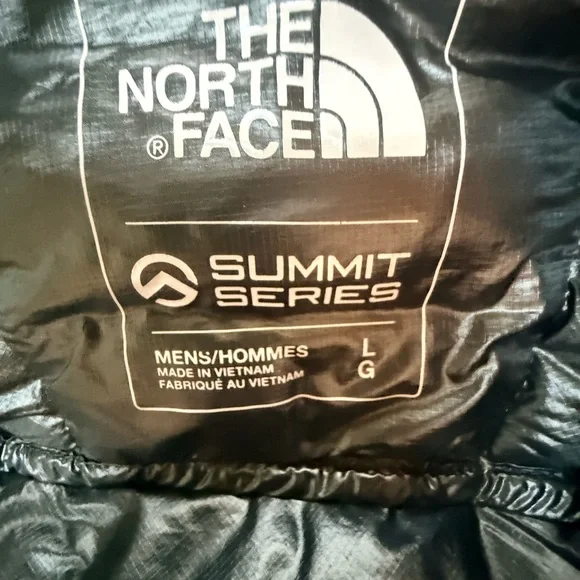 THE
NORTH
® FACE
SUMMIT
SERIES
MENS/HOMMES L
MADE IN VIETNAM G
FABRIQUÉ AU VIETNAM